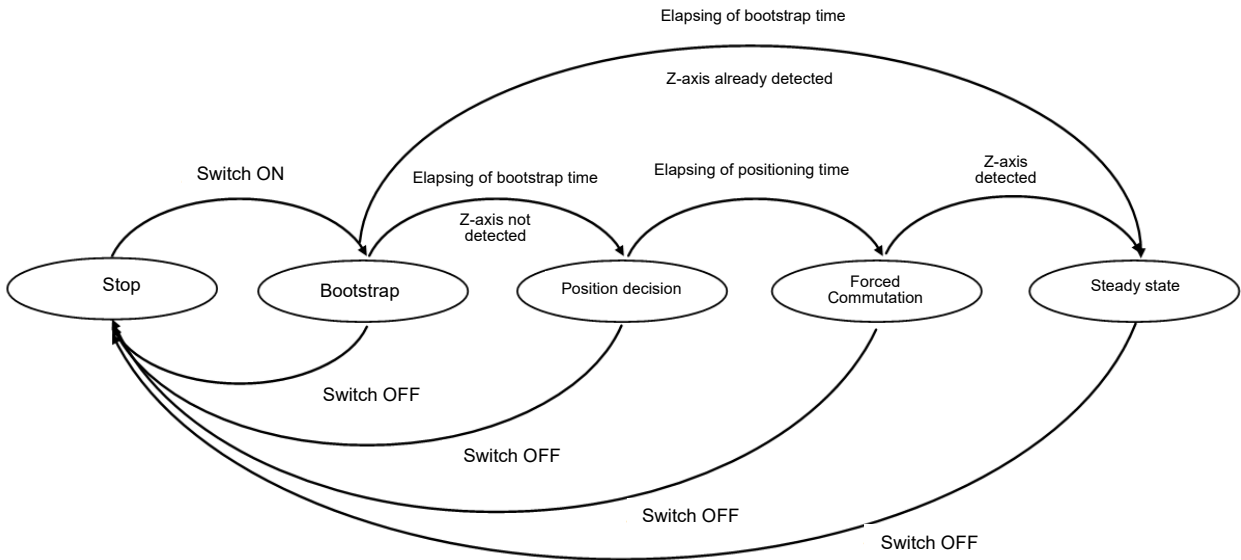 Elapsing of bootstrap time
Z-axis already detected
Switch ON
Elapsing of bootstrap time
Z-axis not
detected
Elapsing of positioning time
Z-axis
detected
Stop
Bootstrap
Position decision
Forced
Commutation
Steady state
Switch OFF
Switch OFF
Switch OFF
Switch OFF